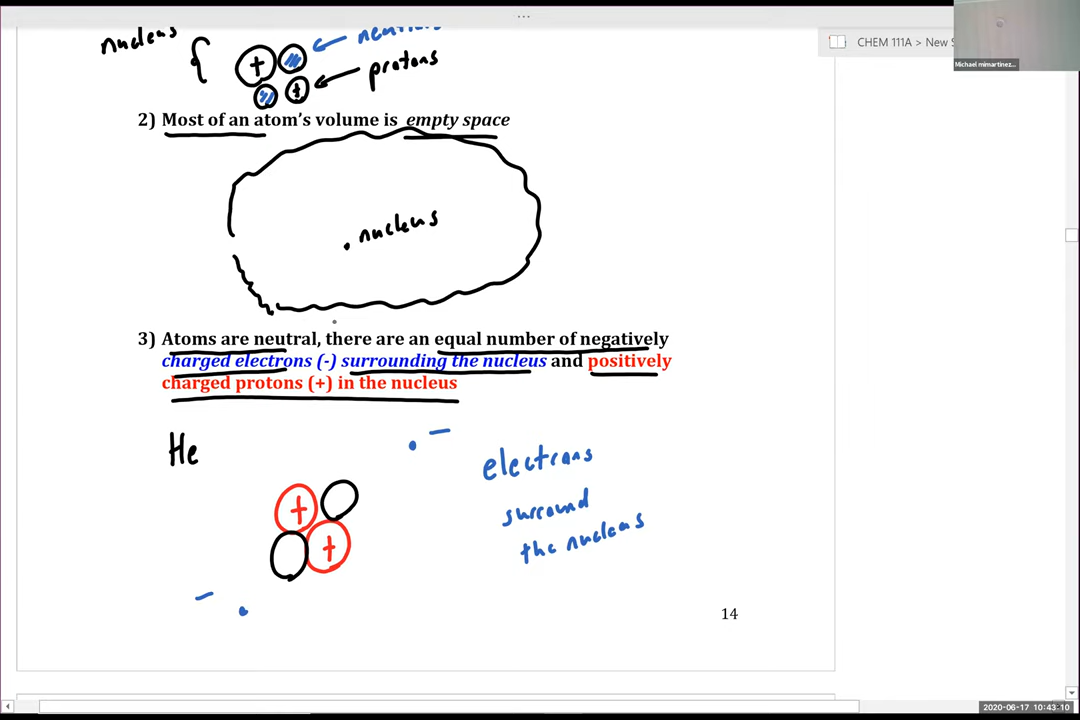 CHEM 111A > New S
Michael mimartinez...
nucleus {
neutrons
+
protons
+
2) Most of an atom's volume is empty space
. nucleus
3) Atoms are neutral, there are an equal number of negatively
charged electrons (-) surrounding the nucleus and positively
charged protons (+) in the nucleus
He
. -
electrons
+
surround
+
the nucleus
- .
14
2020-06-17 10:43:10